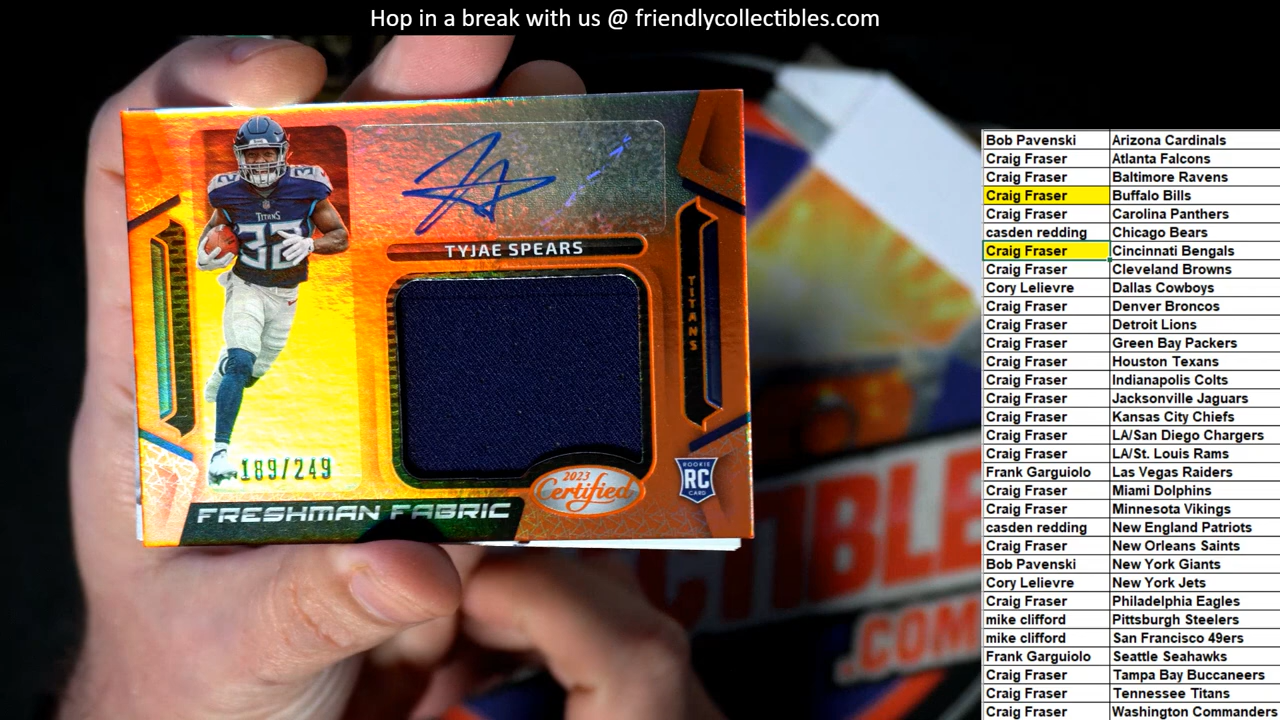 Hop in a break with us @ friendlycollectibles.com
TITANS
32
TYJAE SPEARS
TITANS
189/249
2023
Certified
ROOKIE
RC
CARD
FRESHMAN FABRIC
.COM
Bob Pavenski Arizona Cardinals
Craig Fraser Atlanta Falcons
Craig Fraser Baltimore Ravens
Craig Fraser Buffalo Bills
Craig Fraser Carolina Panthers
casden redding Chicago Bears
Craig Fraser Cincinnati Bengals
Craig Fraser Cleveland Browns
Cory Lelievre Dallas Cowboys
Craig Fraser Denver Broncos
Craig Fraser Detroit Lions
Craig Fraser Green Bay Packers
Craig Fraser Houston Texans
Craig Fraser Indianapolis Colts
Craig Fraser Jacksonville Jaguars
Craig Fraser Kansas City Chiefs
Craig Fraser LA/San Diego Chargers
Craig Fraser LA/St. Louis Rams
Frank Garguiolo Las Vegas Raiders
Craig Fraser Miami Dolphins
Craig Fraser Minnesota Vikings
casden redding New England Patriots
Craig Fraser New Orleans Saints
Bob Pavenski New York Giants
Cory Lelievre New York Jets
Craig Fraser Philadelphia Eagles
mike clifford Pittsburgh Steelers
mike clifford San Francisco 49ers
Frank Garguiolo Seattle Seahawks
Craig Fraser Tampa Bay Buccaneers
Craig Fraser Tennessee Titans
Craig Fraser Washington Commanders